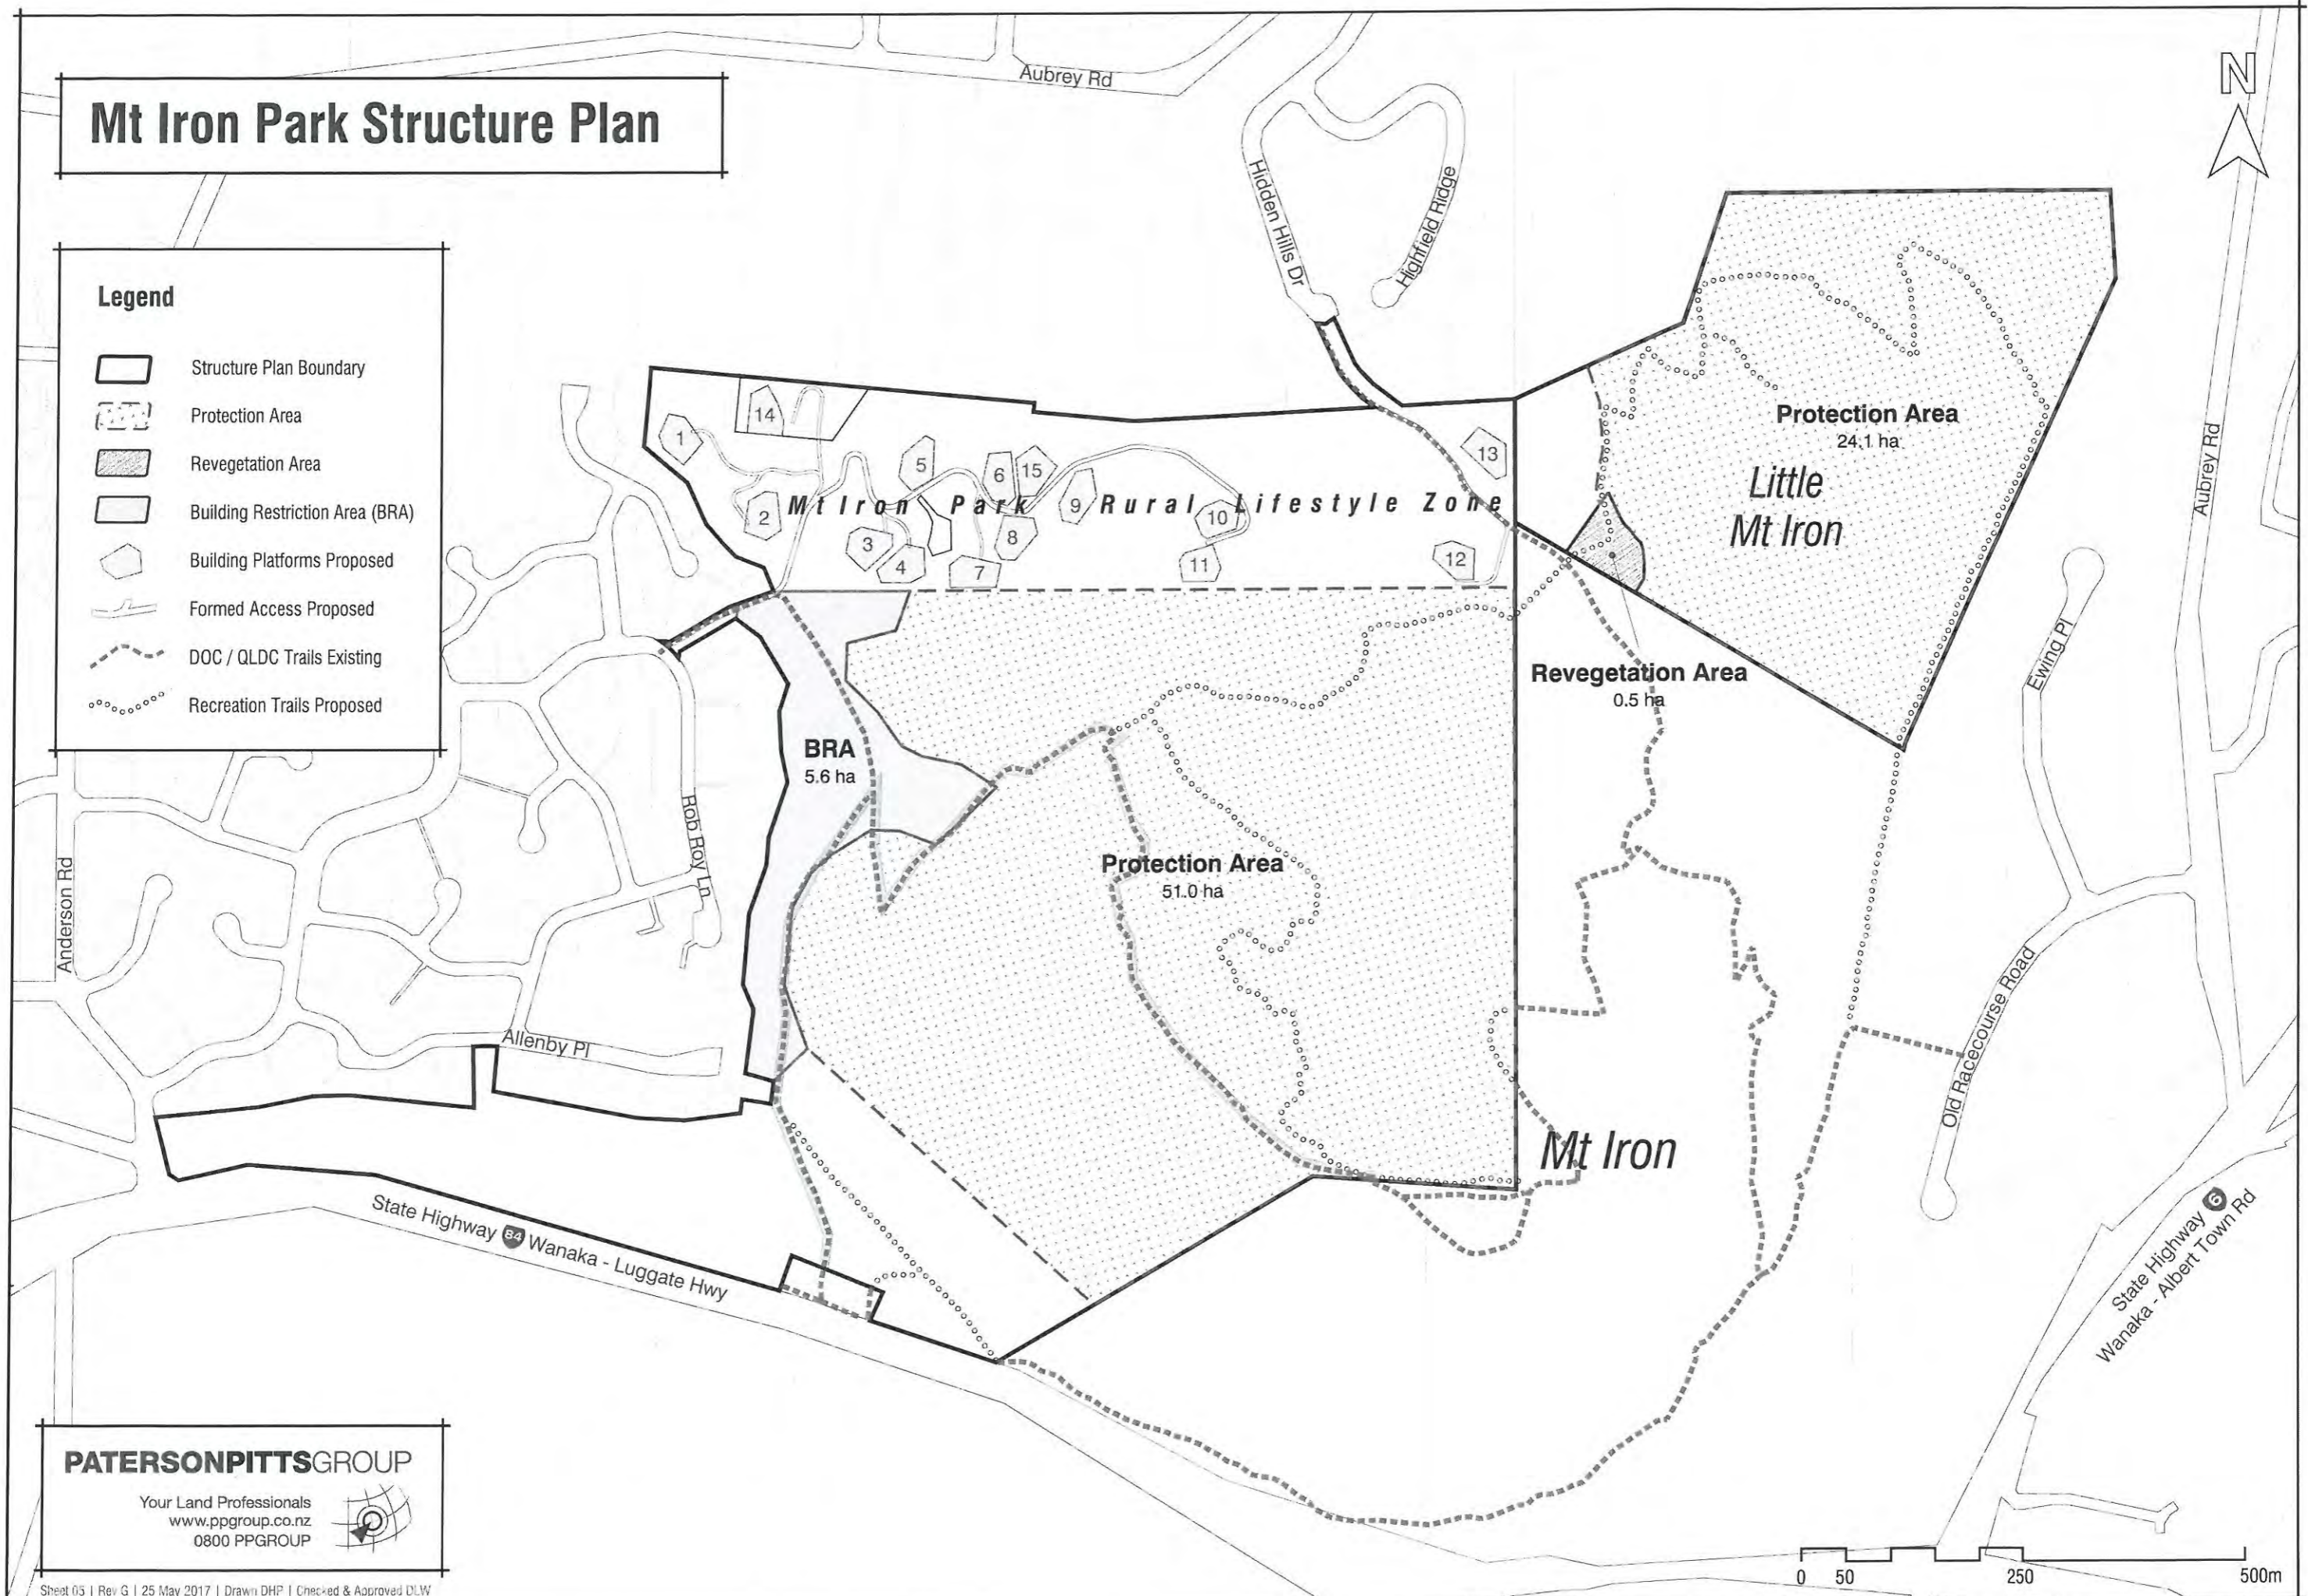 Aubrey Rd
N
Mt Iron Park Structure Plan
Hidden Hills Dr
Highfield Ridge
Legend
Structure Plan Boundary
Protection Area
Revegetation Area
Building Restriction Area (BRA)
Building Platforms Proposed
Formed Access Proposed
DOC / QLDC Trails Existing
Recreation Trails Proposed
14
1
5
6
15
13
2
9
10
3
8
4
7
11
12
Mt Iron Park Rural Lifestyle Zone
Protection Area
24.1 ha
Little
Mt Iron
Aubrey Rd
Ewing Pl
Revegetation Area
0.5 ha
BRA
5.6 ha
Rob Roy Ln
Protection Area
51.0 ha
Anderson Rd
Allenby Pl
Old Racecourse Road
Mt Iron
State Highway 84 Wanaka - Luggate Hwy
State Highway 6
Wanaka - Albert Town Rd
PATERSONPITTSGROUP
Your Land Professionals
www.ppgroup.co.nz
0800 PPGROUP
0 50 250 500m
Sheet 05 | Rev G | 25 May 2017 | Drawn DHP | Checked & Approved DLW